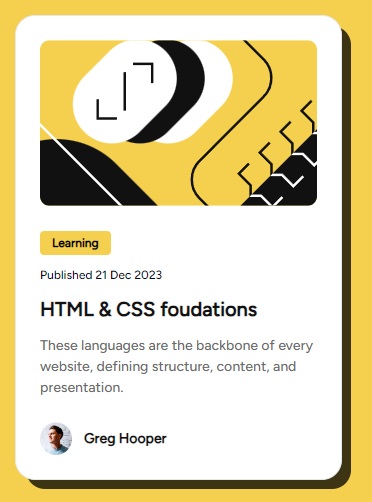 Learning
Published 21 Dec 2023
HTML & CSS foudations
These languages are the backbone of every
website, defining structure, content, and
presentation.
Greg Hooper